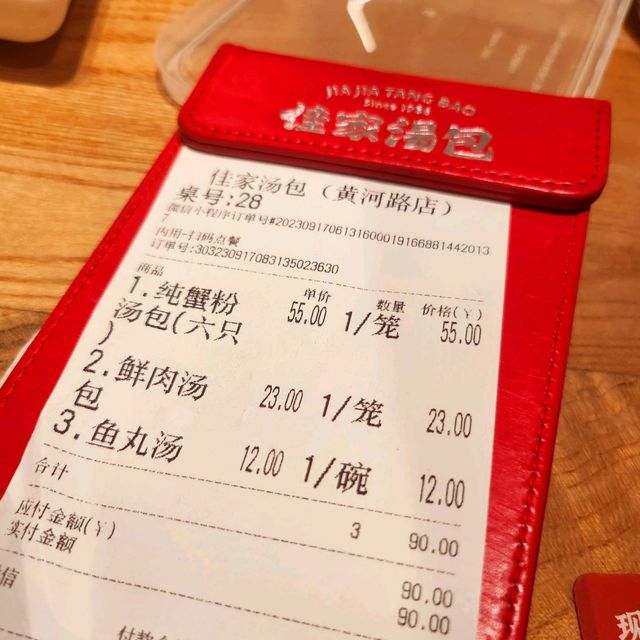 JIA JIA TANG BAO
Since 1986
佳家汤包
佳家汤包（黄河路店）
桌号:28
微信小程序订单号#2023091706131600019166881442013
7
内用-扫码点餐
订单号:303230917083135023630
商品 单价 数量 价格(￥)
1.纯蟹粉 55.00 1/笼 55.00
汤包(六只
)
2.鲜肉汤 23.00 1/笼 23.00
包
3.鱼丸汤 12.00 1/碗 12.00
合计 3 90.00
应付金额(￥) 90.00
实付金额 90.00
信